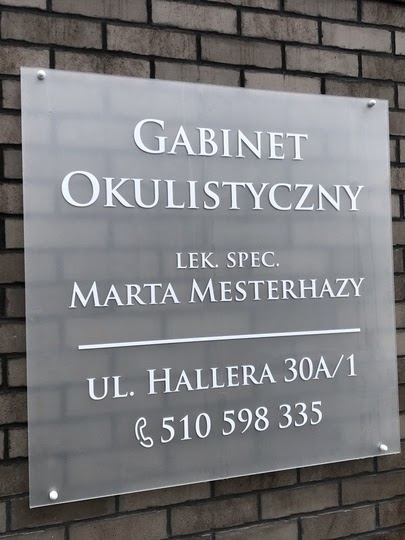 GABINET
OKULISTYCZNY
LEK. SPEC.
MARTA MESTERHAZY
UL. HALLERA 30A/1
510 598 335